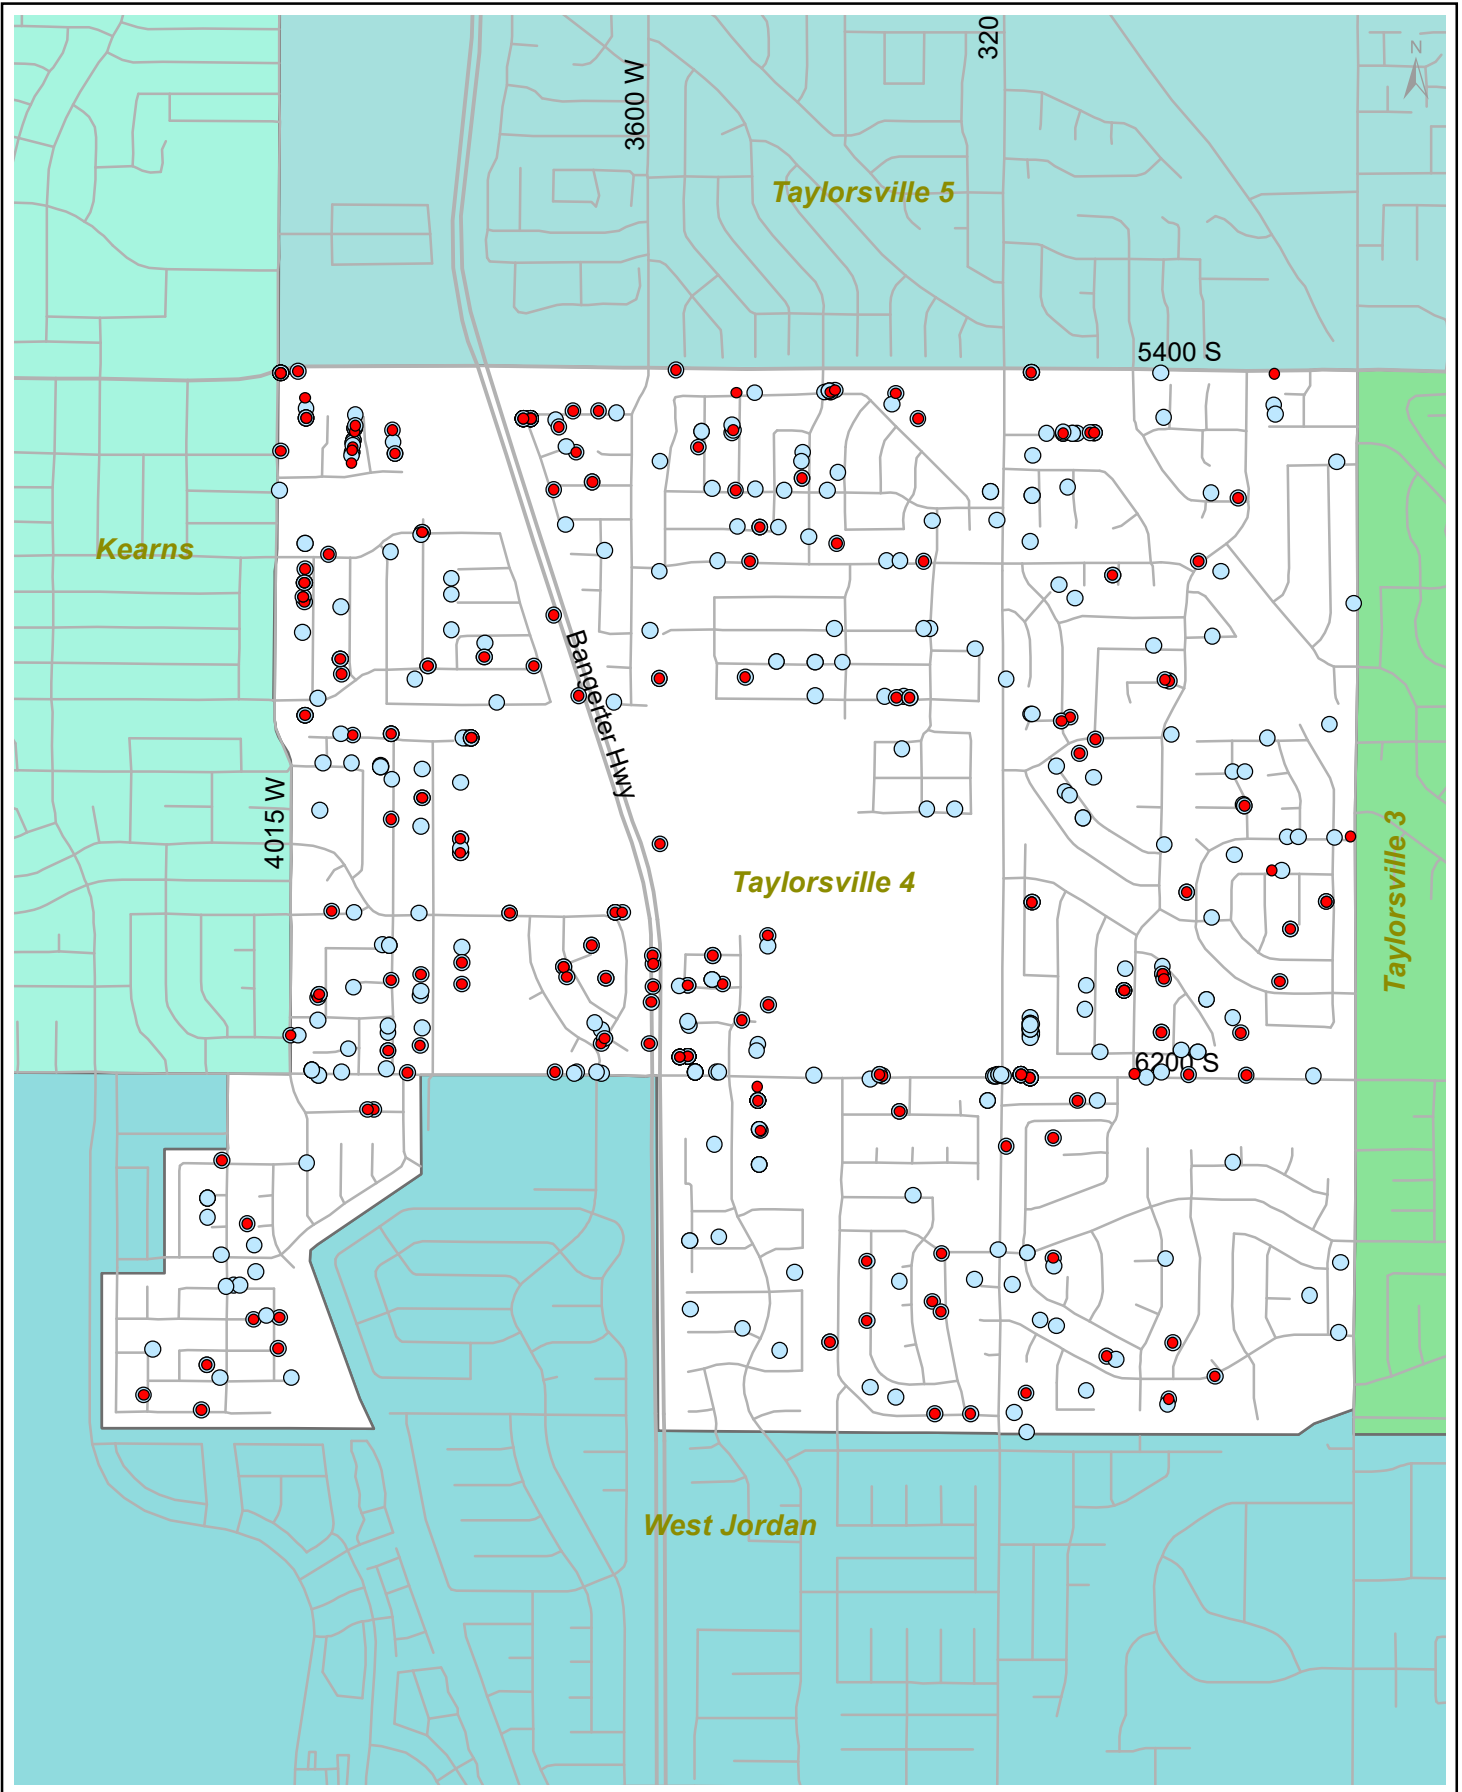 320
N
3600 W
Taylorsville 5
5400 S
Kearns
Bangerter Hwy
4015 W
Taylorsville 4
Taylorsville 3
6200 S
West Jordan